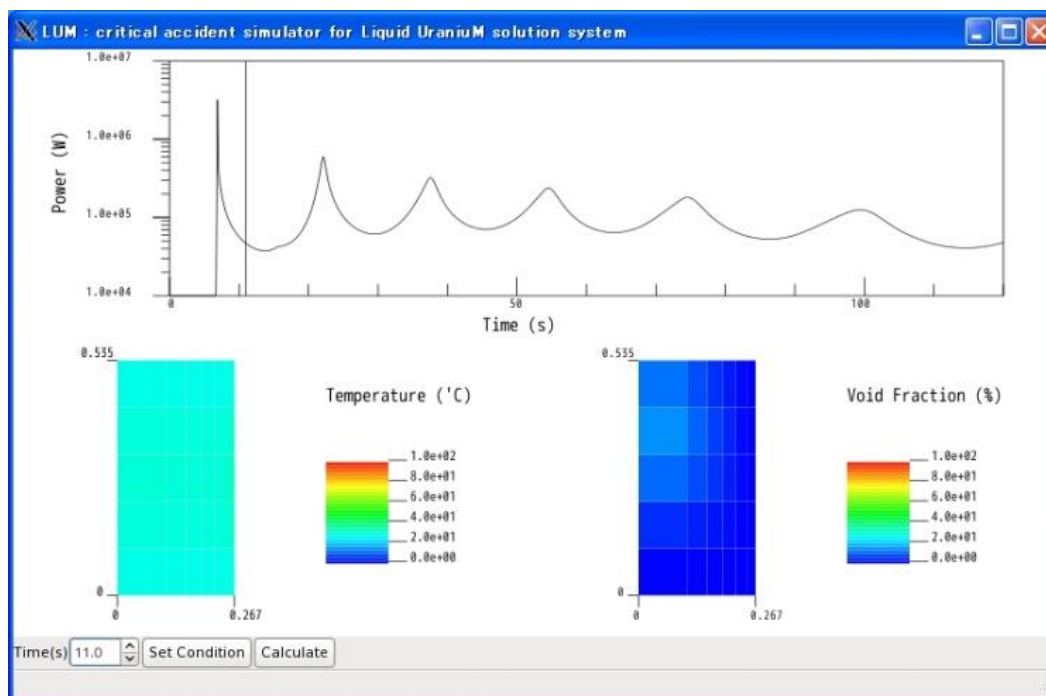 LUM : critical accident simulator for Liquid UraniuM solution system
1.0e+07
1.0e+06
Power (W)
1.0e+05
1.0e+04
0
50
100
Time (s)
0.535
Temperature ('C)
1.0e+02
8.0e+01
6.0e+01
4.0e+01
2.0e+01
0.0e+00
0
0
0.267
0.535
Void Fraction (%)
1.0e+02
8.0e+01
6.0e+01
4.0e+01
2.0e+01
0.0e+00
0
0
0.267
Time(s) 11.0 Set Condition Calculate